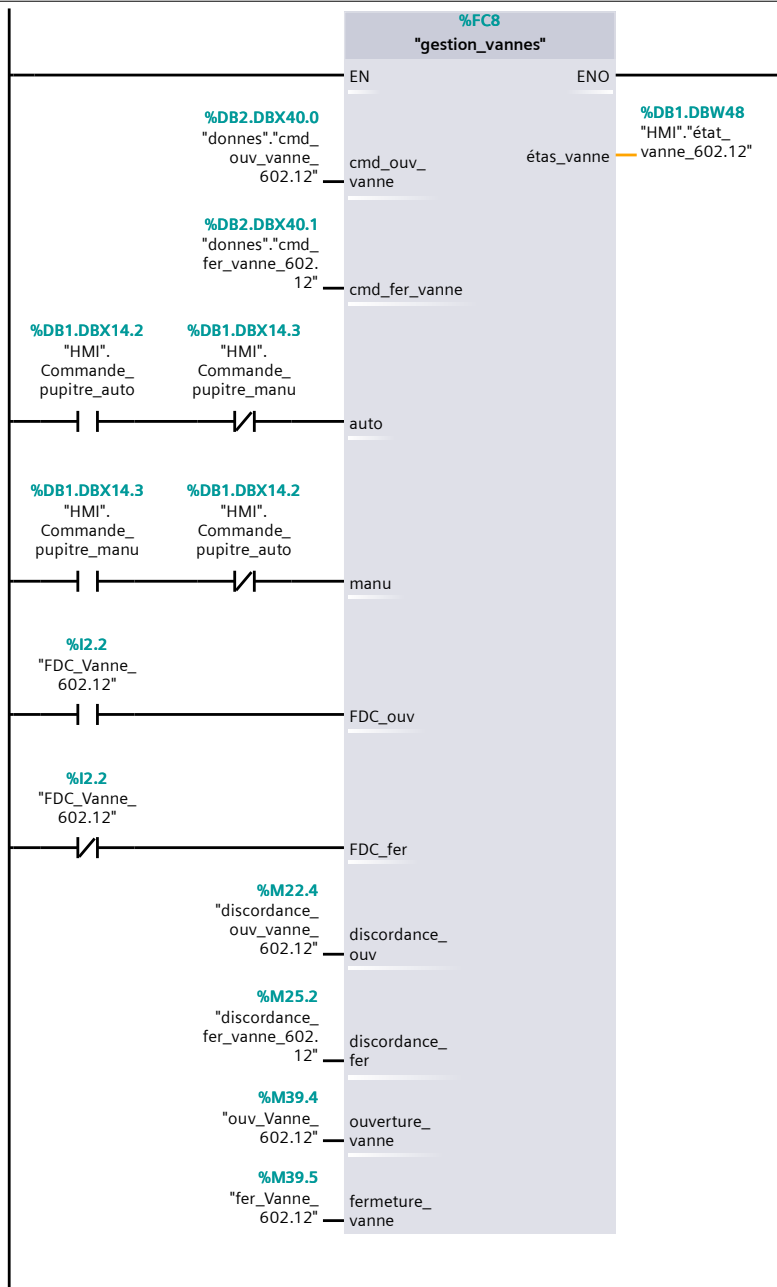 %FC8
"gestion_vannes"
EN
ENO
%DB2.DBX40.0
"donnes"."cmd_
ouv_vanne_
602.12"
cmd_ouv_
vanne
étas_vanne
%DB1.DBW48
"HMI"."état_
vanne_602.12"
%DB2.DBX40.1
"donnes"."cmd_
fer_vanne_602.
12"
cmd_fer_vanne
%DB1.DBX14.2
"HMI".
Commande_
pupitre_auto
%DB1.DBX14.3
"HMI".
Commande_
pupitre_manu
auto
%DB1.DBX14.3
"HMI".
Commande_
pupitre_manu
%DB1.DBX14.2
"HMI".
Commande_
pupitre_auto
manu
%I2.2
"FDC_Vanne_
602.12"
FDC_ouv
%I2.2
"FDC_Vanne_
602.12"
FDC_fer
%M22.4
"discordance_
ouv_vanne_
602.12"
discordance_
ouv
%M25.2
"discordance_
fer_vanne_602.
12"
discordance_
fer
%M39.4
"ouv_Vanne_
602.12"
ouverture_
vanne
%M39.5
"fer_Vanne_
602.12"
fermeture_
vanne